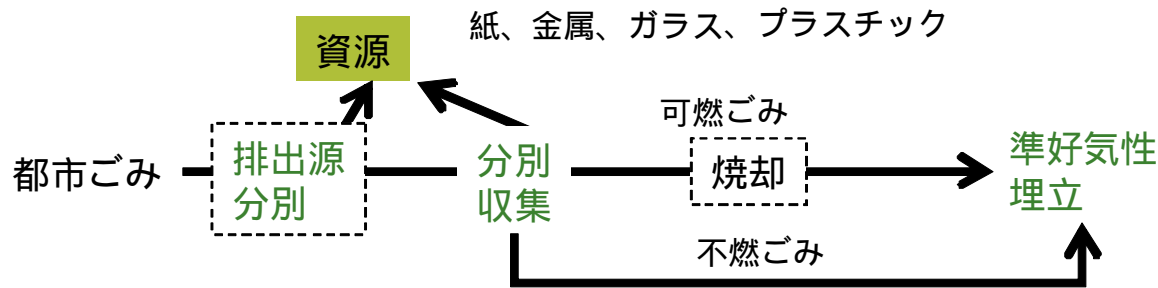 紙、金属、ガラス、プラスチック
資源
可燃ごみ
都市ごみ
排出源
分別
分別
収集
焼却
準好気性
埋立
不燃ごみ